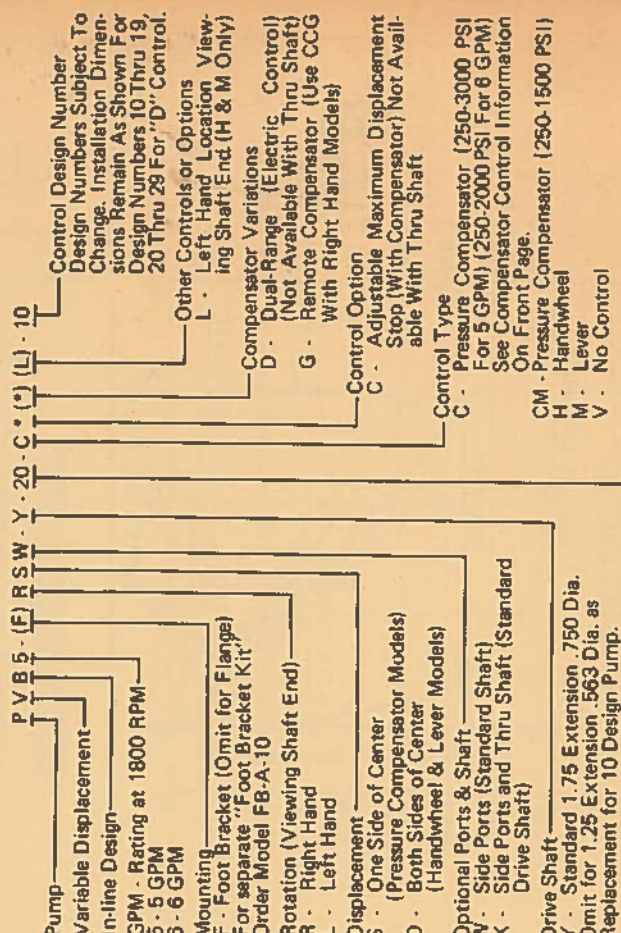 P V B 5 - (F) R S W - Y - 20 - C * (*) (L) - 10
Pump
Variable Displacement
In-line Design
GPM - Rating at 1800 RPM
5 - 5 GPM
6 - 6 GPM
Mounting
F - Foot Bracket (Omit for Flange)
For separate "Foot Bracket Kit"
Order Model FB-A-10
Rotation (Viewing Shaft End)
R - Right Hand
L - Left Hand
Displacement
S - One Side of Center
(Pressure Compensator Models)
D - Both Sides of Center
(Handwheel & Lever Models)
Optional Ports & Shaft
W - Side Ports (Standard Shaft)
X - Side Ports and Thru Shaft (Standard
Drive Shaft)
Drive Shaft
Y - Standard 1.75 Extension .750 Dia.
Omit for 1.25 Extension .563 Dia. as
Replacement for 10 Design Pump.
Control Design Number
Design Numbers Subject To
Change. Installation Dimen-
sions Remain As Shown For
Design Numbers 10 Thru 19,
20 Thru 29 For "D" Control.
Other Controls or Options
L - Left Hand Location View-
ing Shaft End (H & M Only)
Compensator Variations
D - Dual-Range (Electric Control)
(Not Available With Thru Shaft)
G - Remote Compensator (Use CCG
With Right Hand Models)
Control Option
C - Adjustable Maximum Displacement
Stop (With Compensator) Not Avail-
able With Thru Shaft
Control Type
C - Pressure Compensator (250-3000 PSI
For 5 GPM) (250-2000 PSI For 6 GPM)
See Compensator Control Information
On Front Page.
CM - Pressure Compensator (250-1500 PSI)
H - Handwheel
M - Lever
V - No Control